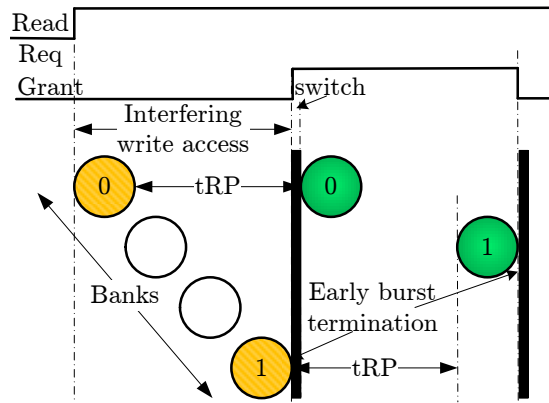 Read
Req
Grant
switch
Interfering
write access
0
tRP
0
1
Banks
Early burst
termination
1
tRP